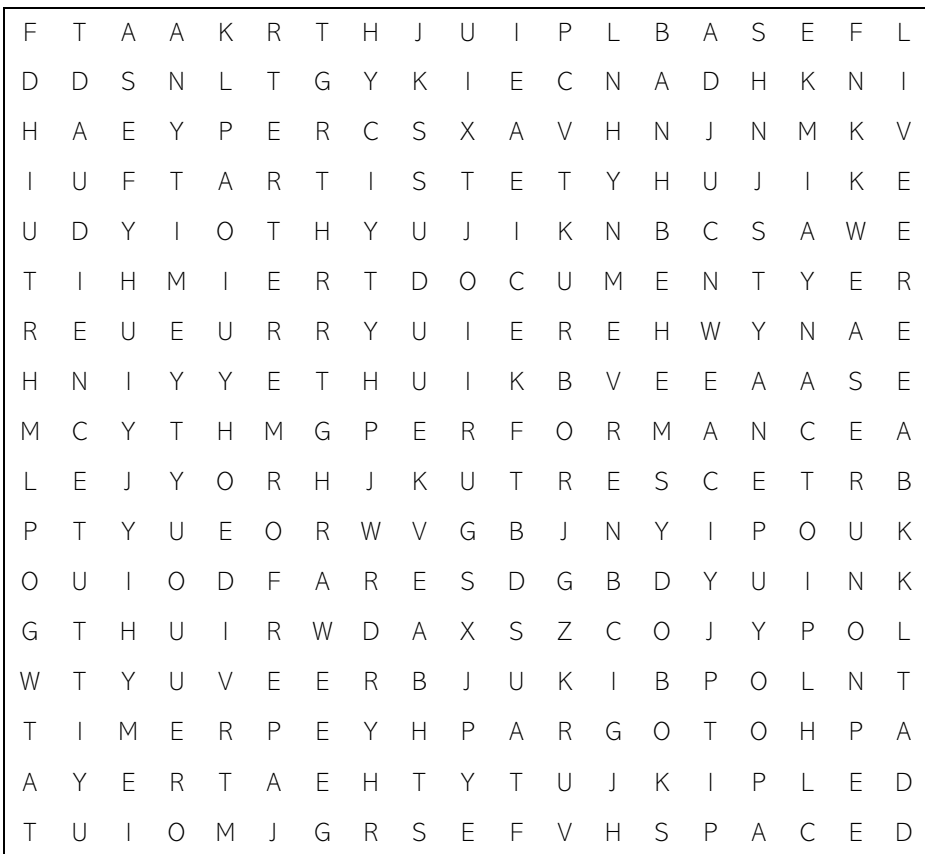 F T A A K R T H J U I P L B A S E F L
D D S N L T G Y K I E C N A D H K N I
H A E Y P E R C S X A V H N J N M K V
I U F T A R T I S T E T Y H U J I K E
U D Y I O T H Y U J I K N B C S A W E
T I H M I E R T D O C U M E N T Y E R
R E U E U R R Y U I E R E H W Y N A E
H N I Y Y E T H U I K B V E E A A S E
M C Y T H M G P E R F O R M A N C E A
L E J Y O R H J K U T R E S C E T R B
P T Y U E O R W V G B J N Y I P O U K
O U I O D F A R E S D G B D Y U I N K
G T H U I R W D A X S Z C O J Y P O L
W T Y U V E E R B J U K I B P O L N T
T I M E R P E Y H P A R G O T O H P A
A Y E R T A E H T Y T U J K I P L E D
T U I O M J G R S E F V H S P A C E D